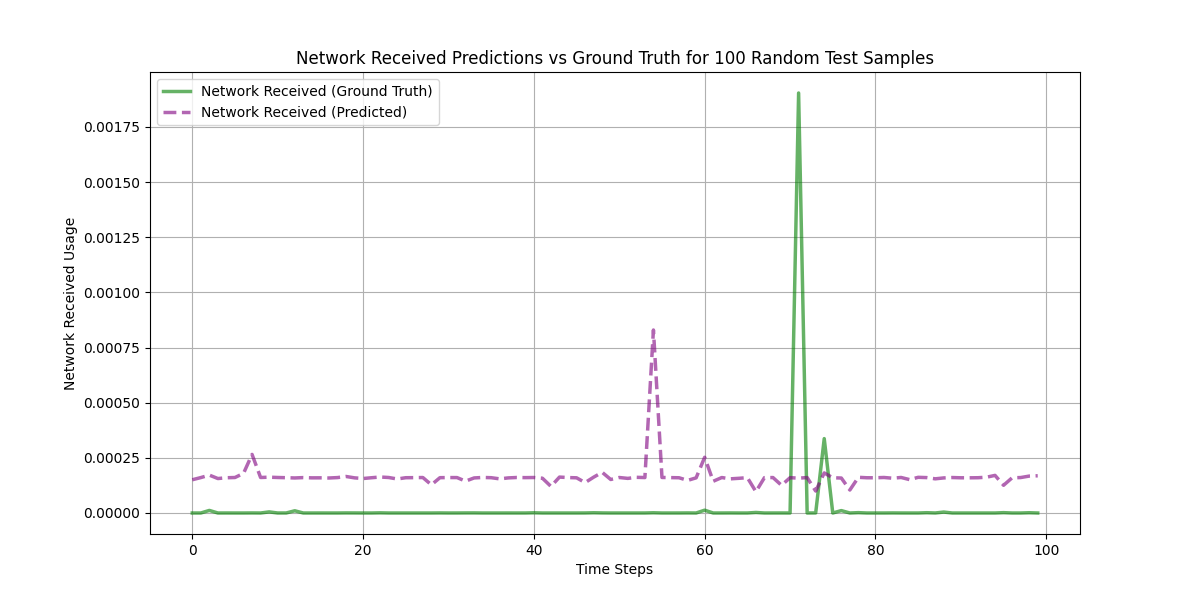 Network Received Predictions vs Ground Truth for 100 Random Test Samples
Network Received (Ground Truth)
Network Received (Predicted)
Network Received Usage
0.00175
0.00150
0.00125
0.00100
0.00075
0.00050
0.00025
0.00000
0 20 40 60 80 100
Time Steps